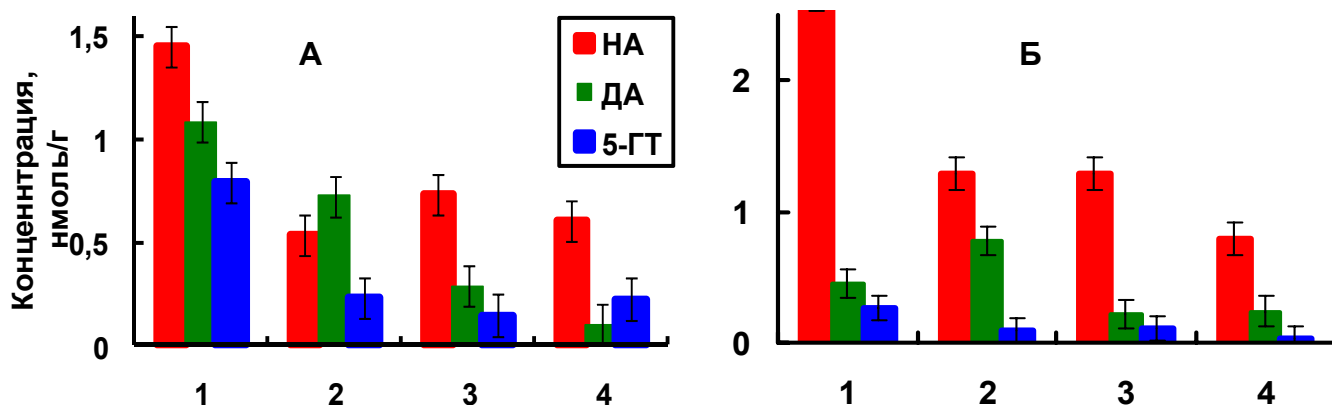 Конценнтрация,
нмоль/г
1,5
1
0,5
0
А
НА
ДА
5-ГТ
1 2 3 4
Б
2
1
0
1 2 3 4